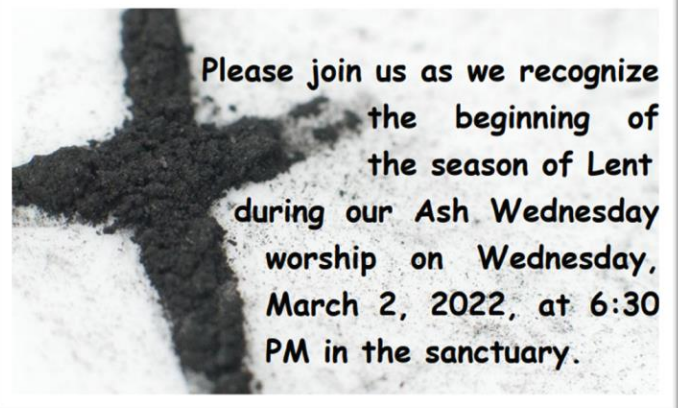 Please join us as we recognize
the beginning of
the season of Lent
during our Ash Wednesday
worship on Wednesday,
March 2, 2022, at 6:30
PM in the sanctuary.